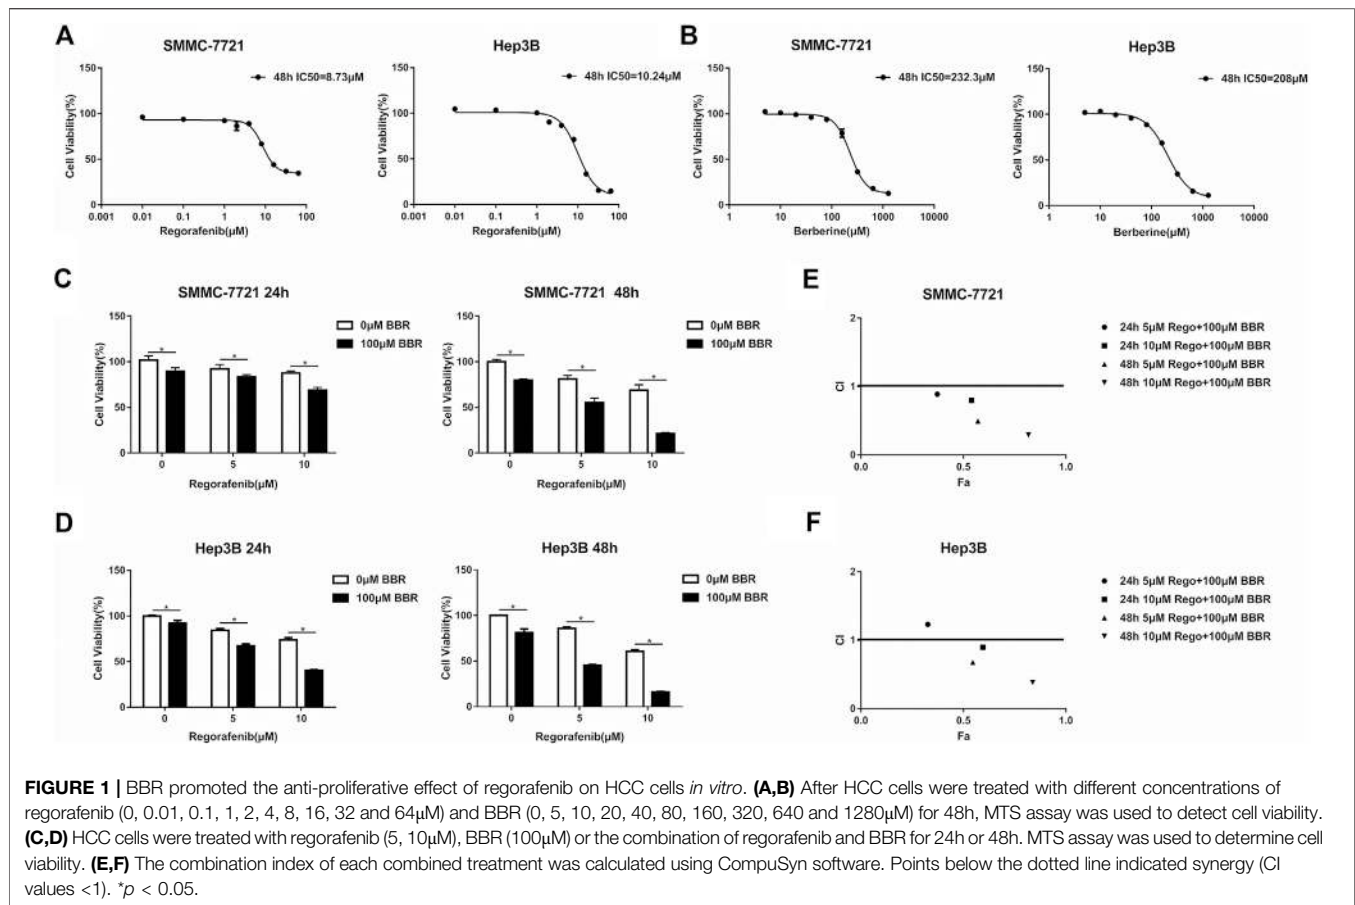 A
SMMC-7721
Cell Viability(%)
150
100
50
0
48h IC50=8.73μM
0.001 0.01 0.1 1 10 100
Regorafenib(μM)
Hep3B
Cell Viability(%)
150
100
50
0
48h IC50=10.24μM
0.001 0.01 0.1 1 10 100
Regorafenib(μM)
B
SMMC-7721
Cell Viability(%)
150
100
50
0
48h IC50=232.3μM
1 10 100 1000 10000
Berberine(μM)
Hep3B
Cell Viability(%)
150
100
50
0
48h IC50=208μM
1 10 100 1000 10000
Berberine(μM)
C
SMMC-7721 24h
Cell Viability(%)
150
100
50
0
0μM BBR
100μM BBR
* * *
0 5 10
Regorafenib(μM)
SMMC-7721 48h
Cell Viability(%)
150
100
50
0
0μM BBR
100μM BBR
* * *
0 5 10
Regorafenib(μM)
E
SMMC-7721
CI
2
1
0
0.0 0.5 1.0
Fa
24h 5μM Rego+100μM BBR
24h 10μM Rego+100μM BBR
48h 5μM Rego+100μM BBR
48h 10μM Rego+100μM BBR
D
Hep3B 24h
Cell Viability(%)
150
100
50
0
0μM BBR
100μM BBR
* * *
0 5 10
Regorafenib(μM)
Hep3B 48h
Cell Viability(%)
150
100
50
0
0μM BBR
100μM BBR
* * *
0 5 10
Regorafenib(μM)
F
Hep3B
CI
2
1
0
0.0 0.5 1.0
Fa
24h 5μM Rego+100μM BBR
24h 10μM Rego+100μM BBR
48h 5μM Rego+100μM BBR
48h 10μM Rego+100μM BBR
FIGURE 1 | BBR promoted the anti-proliferative effect of regorafenib on HCC cells in vitro. (A,B) After HCC cells were treated with different concentrations of
regorafenib (0, 0.01, 0.1, 1, 2, 4, 8, 16, 32 and 64μM) and BBR (0, 5, 10, 20, 40, 80, 160, 320, 640 and 1280μM) for 48h, MTS assay was used to detect cell viability.
(C,D) HCC cells were treated with regorafenib (5, 10μM), BBR (100μM) or the combination of regorafenib and BBR for 24h or 48h. MTS assay was used to determine cell
viability. (E,F) The combination index of each combined treatment was calculated using CompuSyn software. Points below the dotted line indicated synergy (CI
values <1). *p < 0.05.